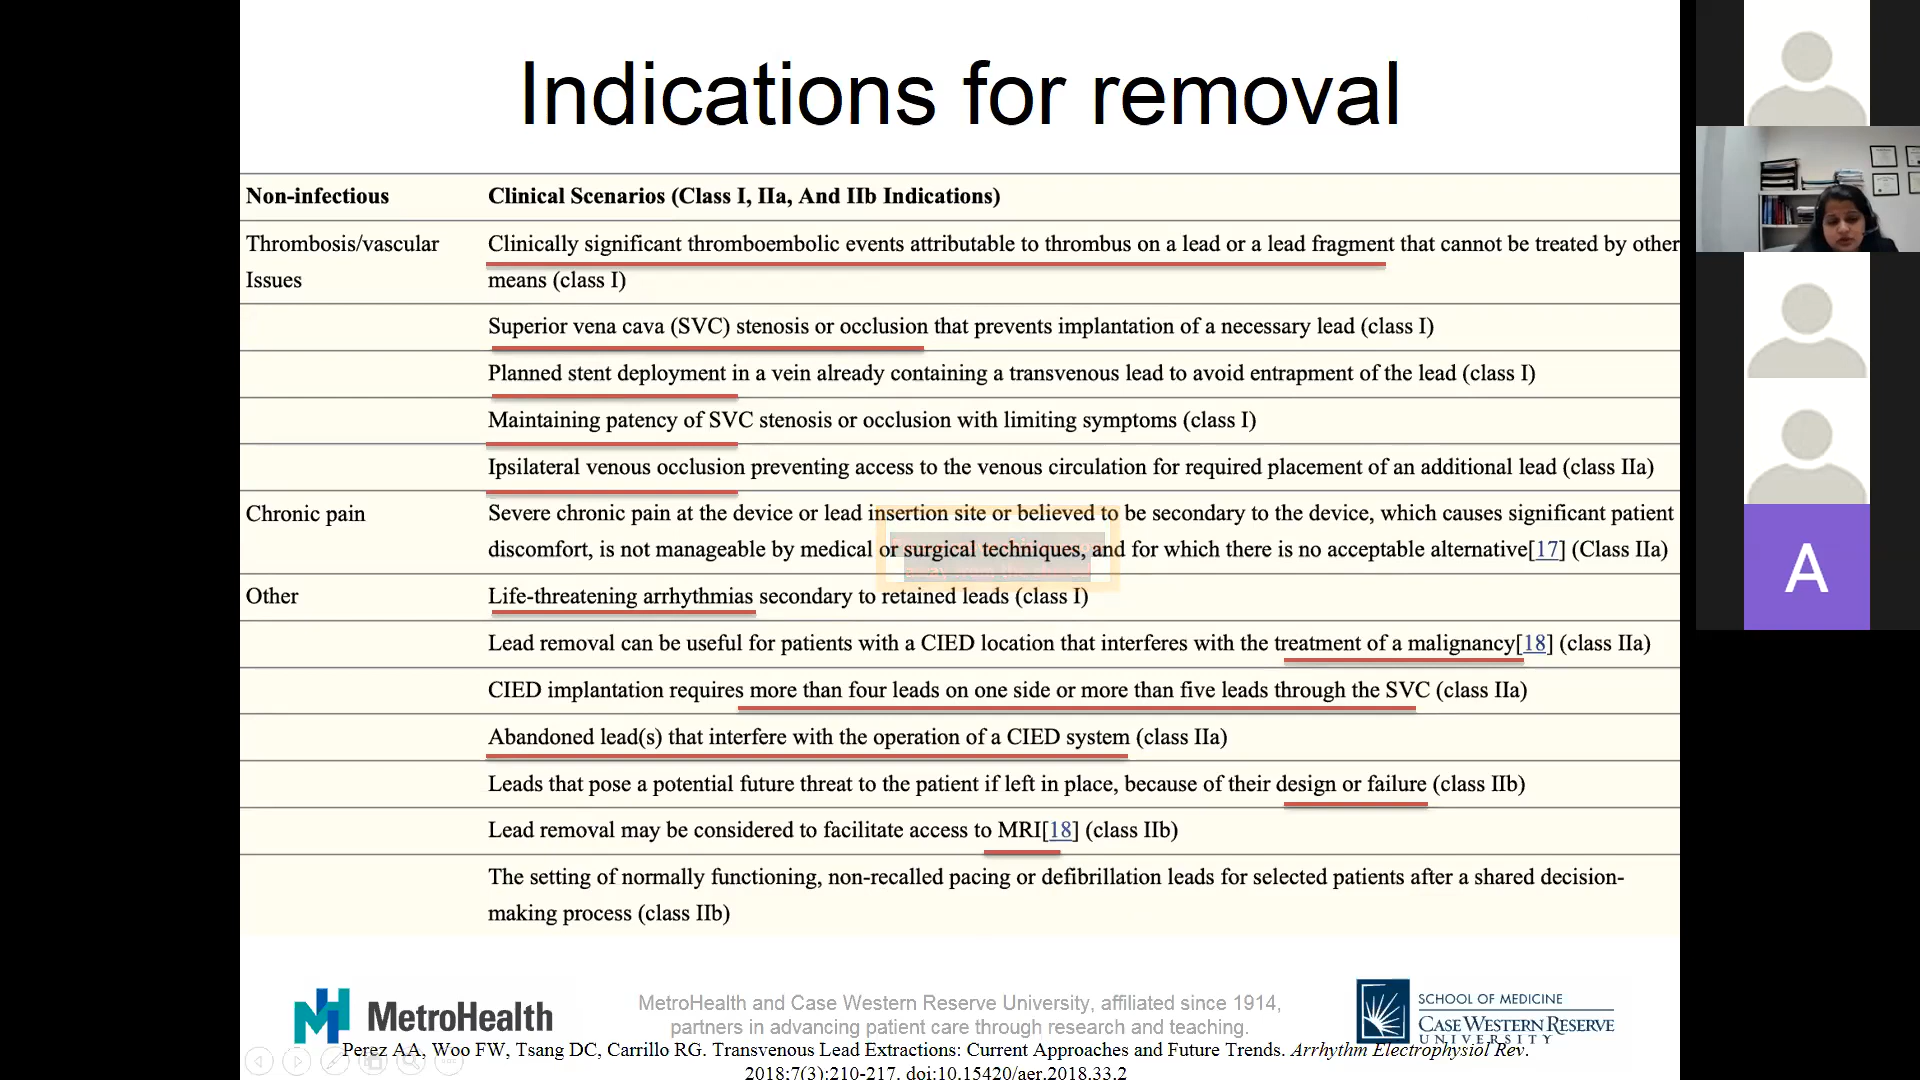 Indications for removal
Non-infectious Clinical Scenarios (Class I, IIa, And IIb Indications)
Thrombosis/vascular Clinically significant thromboembolic events attributable to thrombus on a lead or a lead fragment that cannot be treated by other
Issues means (class I)
Superior vena cava (SVC) stenosis or occlusion that prevents implantation of a necessary lead (class I)
Planned stent deployment in a vein already containing a transvenous lead to avoid entrapment of the lead (class I)
Maintaining patency of SVC stenosis or occlusion with limiting symptoms (class I)
Ipsilateral venous occlusion preventing access to the venous circulation for required placement of an additional lead (class IIa)
Chronic pain Severe chronic pain at the device or lead insertion site or believed to be secondary to the device, which causes significant patient
discomfort, is not manageable by medical or surgical techniques, and for which there is no acceptable alternative[17] (Class IIa)
Other Life-threatening arrhythmias secondary to retained leads (class I)
Lead removal can be useful for patients with a CIED location that interferes with the treatment of a malignancy[18] (class IIa)
CIED implantation requires more than four leads on one side or more than five leads through the SVC (class IIa)
Abandoned lead(s) that interfere with the operation of a CIED system (class IIa)
Leads that pose a potential future threat to the patient if left in place, because of their design or failure (class IIb)
Lead removal may be considered to facilitate access to MRI[18] (class IIb)
The setting of normally functioning, non-recalled pacing or defibrillation leads for selected patients after a shared decision-
making process (class IIb)
MetroHealth
MetroHealth and Case Western Reserve University, affiliated since 1914,
partners in advancing patient care through research and teaching.
SCHOOL OF MEDICINE
CASE WESTERN RESERVE
UNIVERSITY
Perez AA, Woo FW, Tsang DC, Carrillo RG. Transvenous Lead Extractions: Current Approaches and Future Trends. Arrhythm Electrophysiol Rev.
2018;7(3):210-217. doi:10.15420/aer.2018.33.2
A